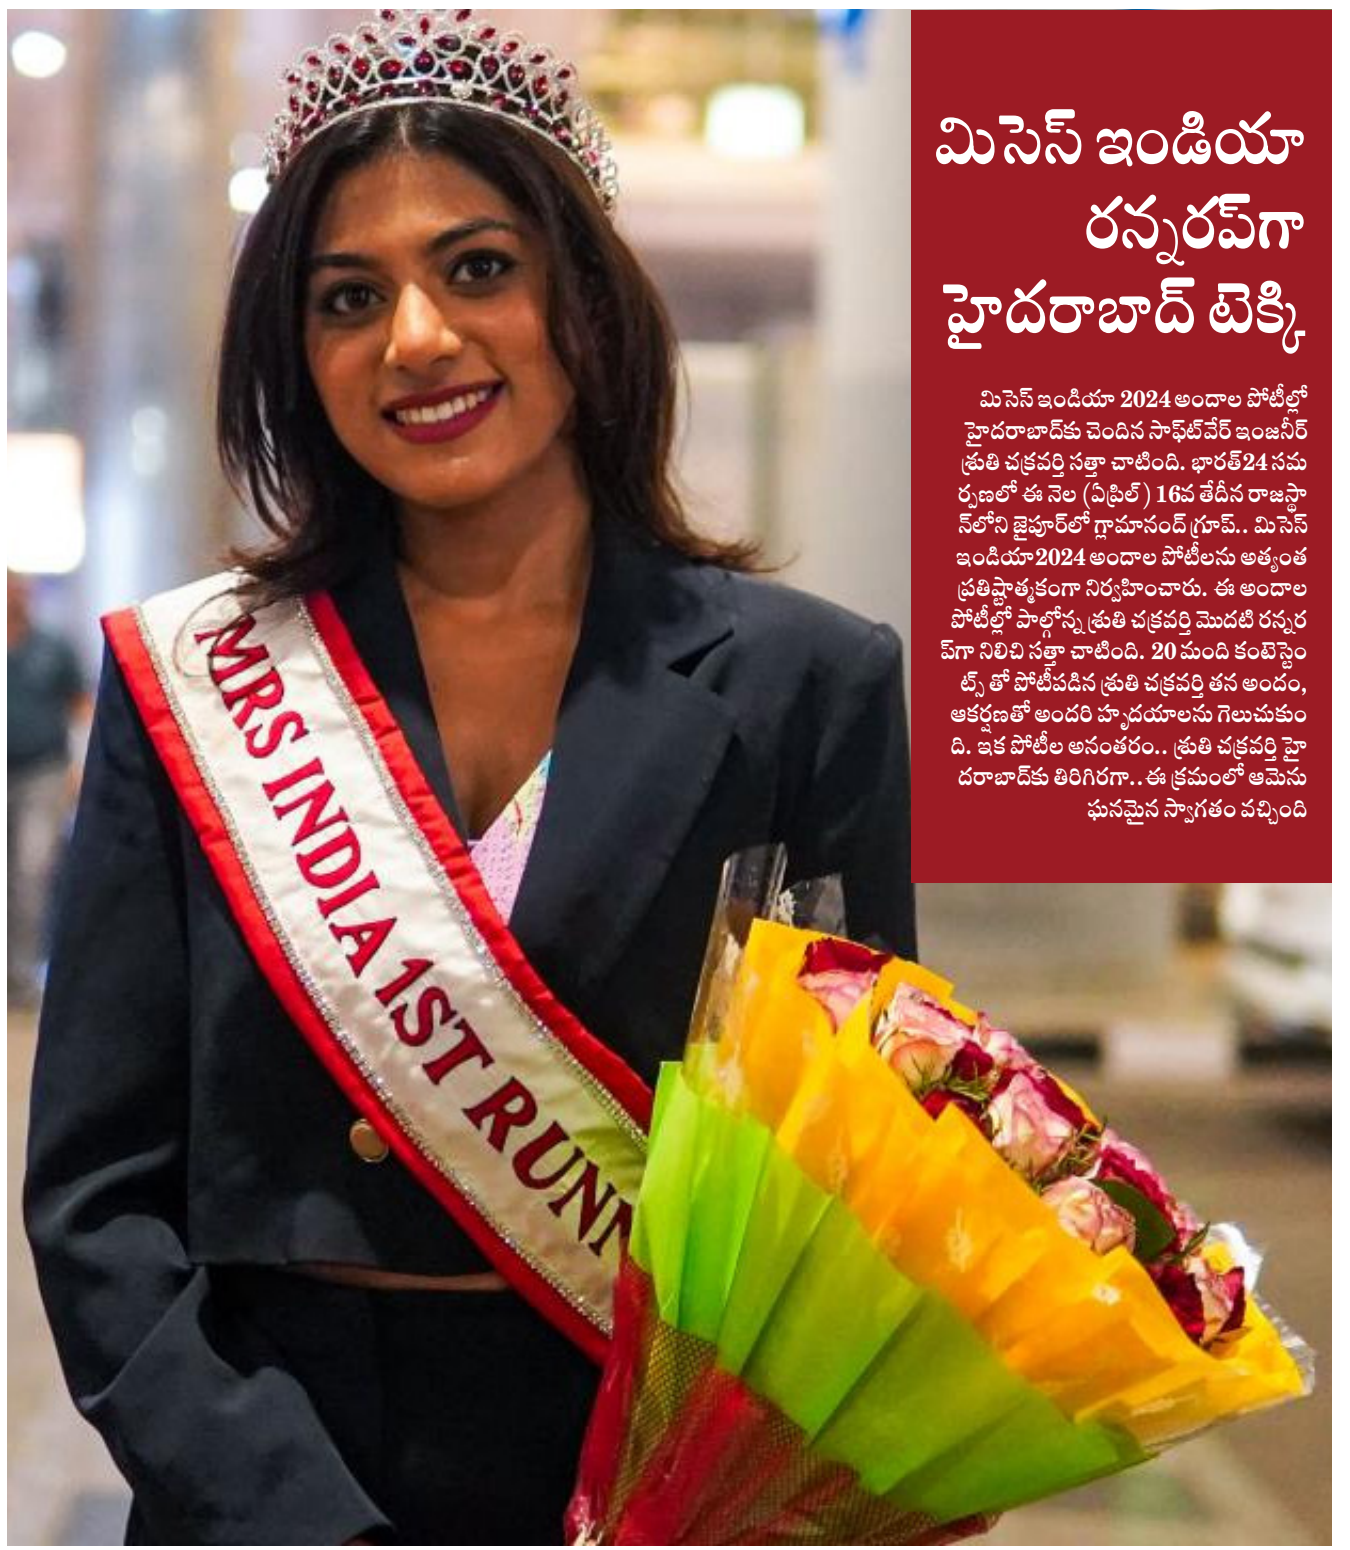 మిసెస్ ఇండియా
రన్నరప్‌గా
హైదరాబాద్ టెక్కి
మిసెస్ ఇండియా 2024 అందాల పోటీల్లో
హైదరాబాద్‌కు చెందిన సాఫ్ట్‌వేర్ ఇంజనీర్
శ్రుతి చక్రవర్తి సత్తా చాటింది. భారత్24 సమ
ర్పణలో ఈ నెల (ఏప్రిల్) 16వ తేదీన రాజస్థా
న్‌లోని జైపూర్‌లో గ్లామానంద్ గ్రూప్.. మిసెస్
ఇండియా2024 అందాల పోటీలను అత్యంత
ప్రతిష్టాత్మకంగా నిర్వహించారు. ఈ అందాల
పోటీల్లో పాల్గోన్న శ్రుతి చక్రవర్తి మొదటి రన్నర
ప్‌గా నిలిచి సత్తా చాటింది. 20 మంది కంటెస్టెం
ట్స్ తో పోటీపడిన శ్రుతి చక్రవర్తి తన అందం,
ఆకర్షణతో అందరి హృదయాలను గెలుచుకుం
ది. ఇక పోటీల అనంతరం.. శ్రుతి చక్రవర్తి హై
దరాబాద్‌కు తిరిగిరగా..ఈ క్రమంలో ఆమెను
ఘనమైన స్వాగతం వచ్చింది
MRS INDIA 1ST RUNN